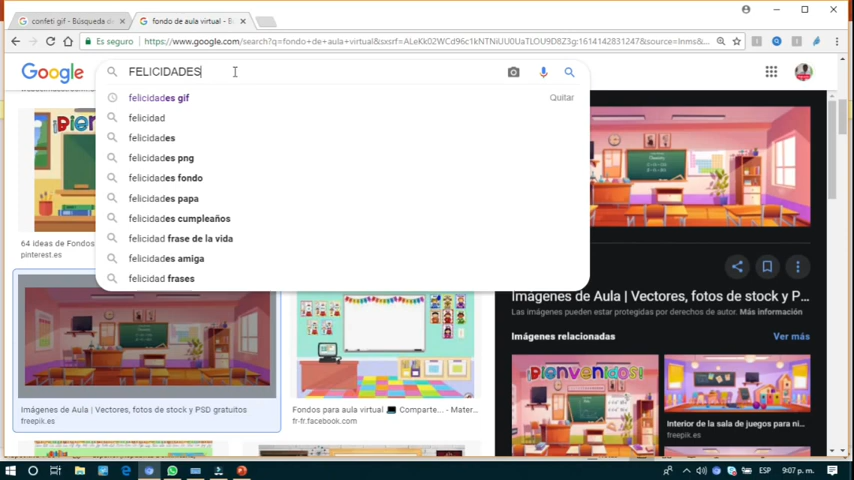 confeti gif - Búsqueda de
fondo de aula virtual - B
Es seguro
https://www.google.com/search?q=fondo+de+aula+virtual&sxsrf=ALeKk02WCd96c1kNTNiUU0UaTLOU9D8Z3g:1614142831247&source=lnms&
Google
FELICIDADES
felicidades gif
Quitar
felicidad
felicidades
felicidades png
felicidades fondo
felicidades papa
felicidades cumpleaños
felicidad frase de la vida
felicidades amiga
felicidad frases
64 ideas de Fondos
pinterest.es
Imágenes de Aula | Vectores, fotos de stock y PSD gratuitos
freepik.es
Fondos para aula virtual Comparte... - Mater...
fr-fr.facebook.com
Imágenes de Aula | Vectores, fotos de stock y P...
Las imágenes pueden estar protegidas por derechos de autor. Más información
Imágenes relacionadas
Ver más
¡BIENVENIDOS!
Interior de la sala de juegos para ni...
freepik.es
ESP
9:07 p. m.